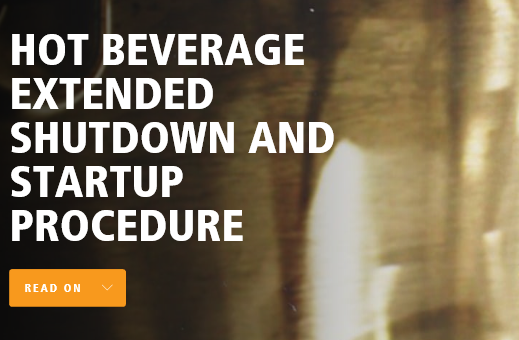 HOT BEVERAGE
EXTENDED
SHUTDOWN AND
STARTUP
PROCEDURE
READ ON